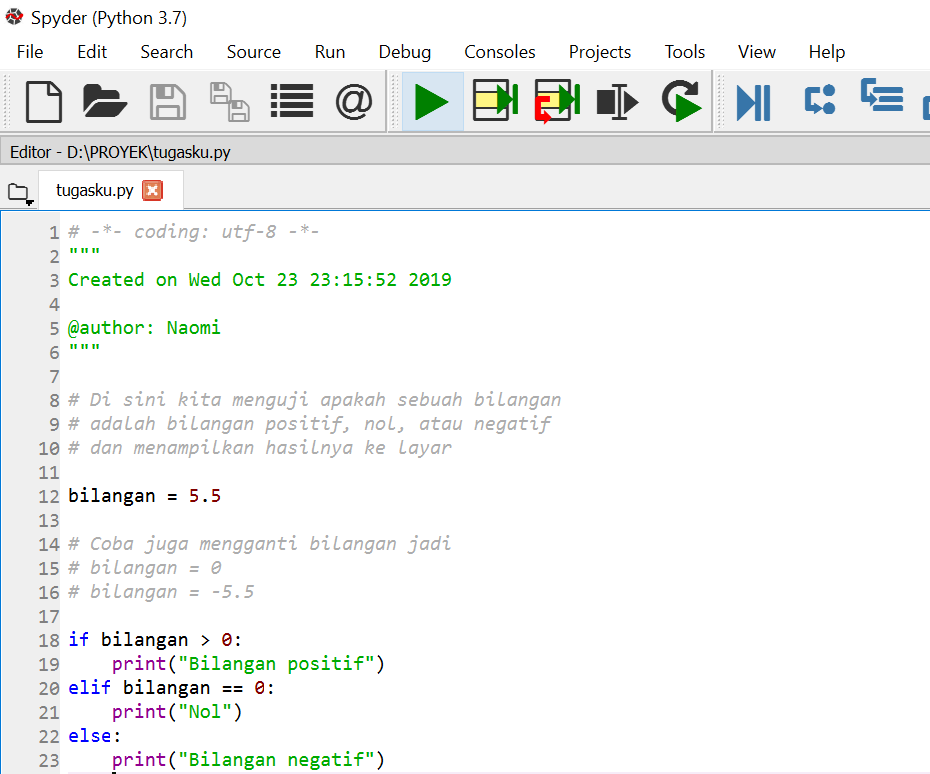 Spyder (Python 3.7)
File Edit Search Source Run Debug Consoles Projects Tools View Help
@
Editor - D:\PROYEK\tugasku.py
tugasku.py
1 # -*- coding: utf-8 -*-
2 """
3 Created on Wed Oct 23 23:15:52 2019
4
5 @author: Naomi
6 """
7
8 # Di sini kita menguji apakah sebuah bilangan
9 # adalah bilangan positif, nol, atau negatif
10 # dan menampilkan hasilnya ke layar
11
12 bilangan = 5.5
13
14 # Coba juga mengganti bilangan jadi
15 # bilangan = 0
16 # bilangan = -5.5
17
18 if bilangan > 0:
19     print("Bilangan positif")
20 elif bilangan == 0:
21     print("Nol")
22 else:
23     print("Bilangan negatif")